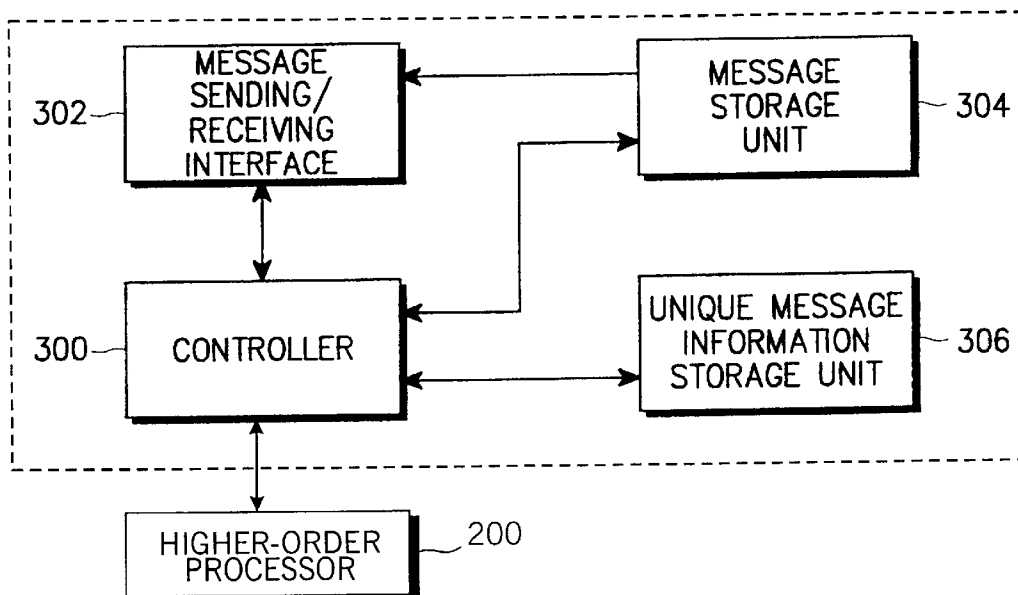 MESSAGE
SENDING/
RECEIVING
INTERFACE
302
MESSAGE
STORAGE
UNIT
304
CONTROLLER
300
UNIQUE MESSAGE
INFORMATION
STORAGE UNIT
306
HIGHER-ORDER
PROCESSOR
200